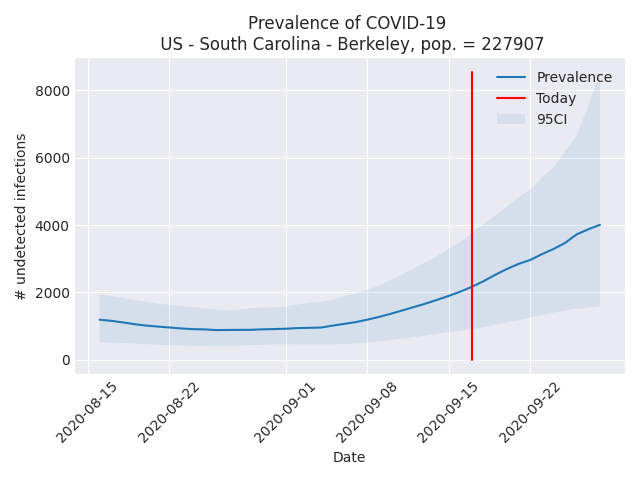 Prevalence of COVID-19
US - South Carolina - Berkeley, pop. = 227907
Prevalence
Today
95CI
8000
6000
4000
2000
0
# undetected infections
2020-08-15
2020-08-22
2020-09-01
2020-09-08
2020-09-15
2020-09-22
Date